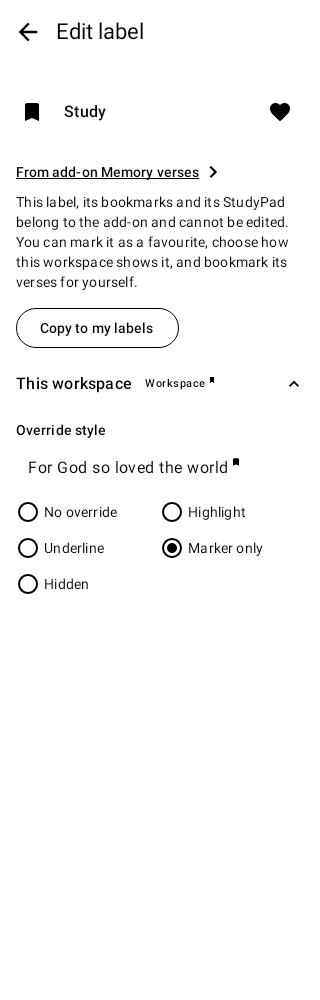 Edit label
Study
From add-on Memory verses
This label, its bookmarks and its StudyPad
belong to the add-on and cannot be edited.
You can mark it as a favourite, choose how
this workspace shows it, and bookmark its
verses for yourself.
Copy to my labels
This workspace Workspace
Override style
For God so loved the world
No override Highlight
Underline Marker only
Hidden